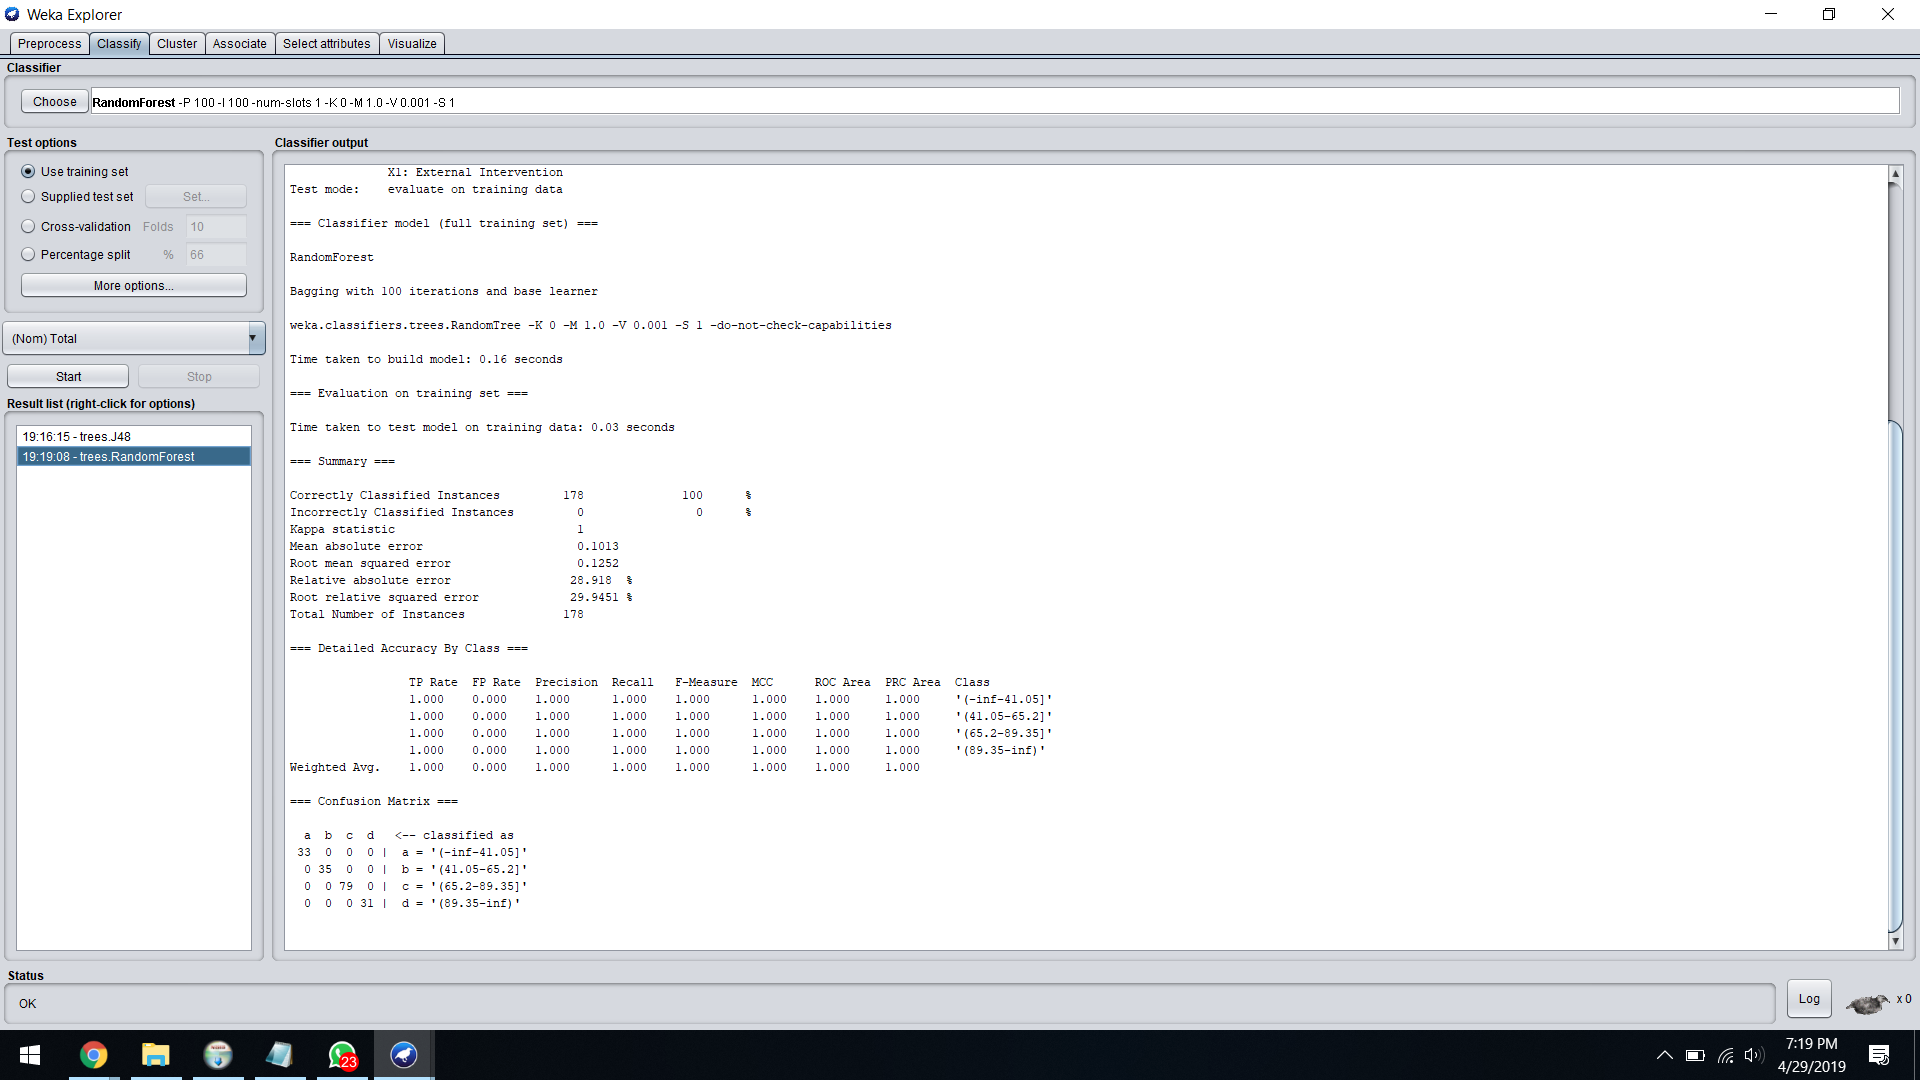 Weka Explorer
Preprocess Classify Cluster Associate Select attributes Visualize
Classifier
Choose RandomForest -P 100 -I 100 -num-slots 1 -K 0 -M 1.0 -V 0.001 -S 1
Test options
Use training set
Supplied test set Set...
Cross-validation Folds 10
Percentage split % 66
More options...
(Nom) Total
Start Stop
Result list (right-click for options)
19:16:15 - trees.J48
19:19:08 - trees.RandomForest
Classifier output
X1: External Intervention
Test mode: evaluate on training data
=== Classifier model (full training set) ===
RandomForest
Bagging with 100 iterations and base learner
weka.classifiers.trees.RandomTree -K 0 -M 1.0 -V 0.001 -S 1 -do-not-check-capabilities
Time taken to build model: 0.16 seconds
=== Evaluation on training set ===
Time taken to test model on training data: 0.03 seconds
=== Summary ===
Correctly Classified Instances 178 100 %
Incorrectly Classified Instances 0 0 %
Kappa statistic 1
Mean absolute error 0.1013
Root mean squared error 0.1252
Relative absolute error 28.918 %
Root relative squared error 29.9451 %
Total Number of Instances 178
=== Detailed Accuracy By Class ===
TP Rate FP Rate Precision Recall F-Measure MCC ROC Area PRC Area Class
1.000 0.000 1.000 1.000 1.000 1.000 1.000 1.000 '(-inf-41.05]'
1.000 0.000 1.000 1.000 1.000 1.000 1.000 1.000 '(41.05-65.2]'
1.000 0.000 1.000 1.000 1.000 1.000 1.000 1.000 '(65.2-89.35]'
1.000 0.000 1.000 1.000 1.000 1.000 1.000 1.000 '(89.35-inf)'
Weighted Avg. 1.000 0.000 1.000 1.000 1.000 1.000 1.000 1.000
=== Confusion Matrix ===
a b c d <-- classified as
33 0 0 0 | a = '(-inf-41.05]'
0 35 0 0 | b = '(41.05-65.2]'
0 0 79 0 | c = '(65.2-89.35]'
0 0 0 31 | d = '(89.35-inf)'
Status
OK
Log
x 0
23
7:19 PM
4/29/2019